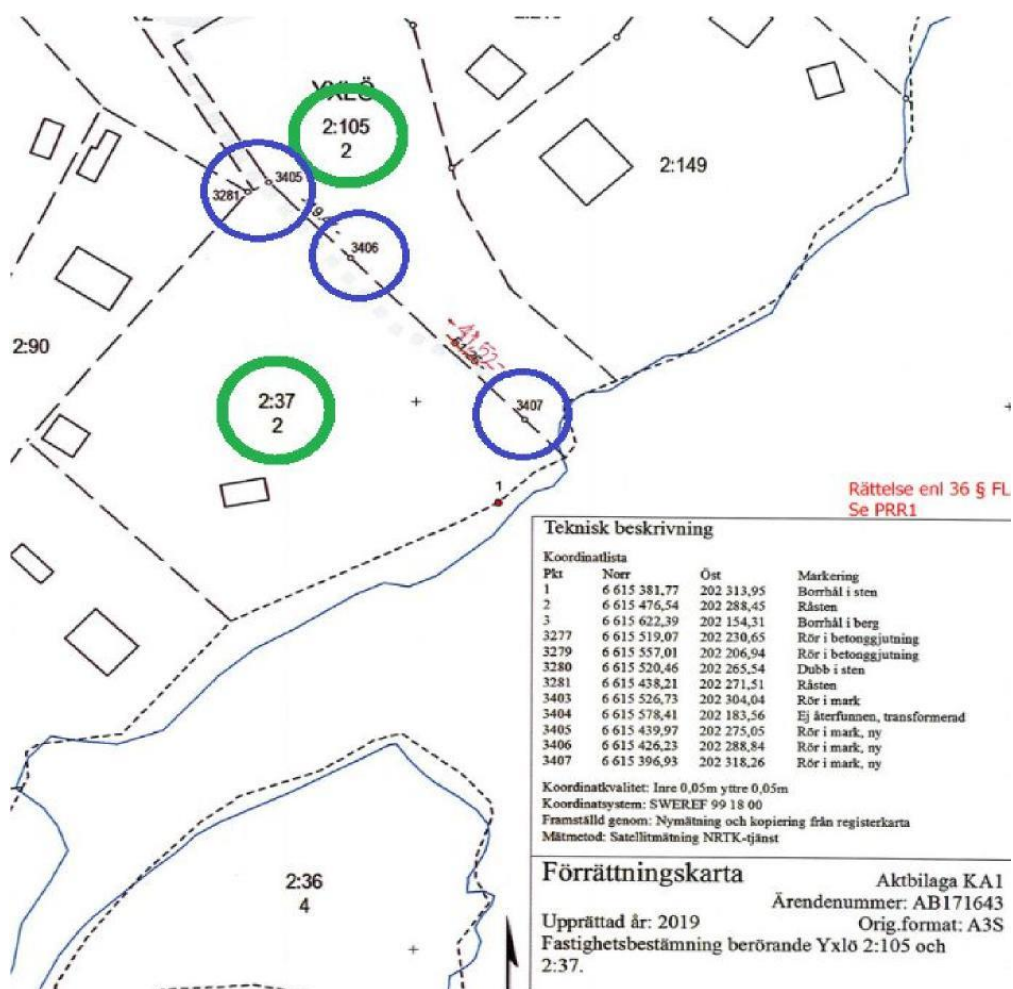 YXLÖ
2:105
2
2:149
3405
3281
3406
2:90
41,52
2:37
2
3407
1
Rättelse enl 36 § FL
Se PRR1
Teknisk beskrivning
Koordinatlista
Pkt Norr Öst Markering
1 6 615 381,77 202 313,95 Borrhål i sten
2 6 615 476,54 202 288,45 Råsten
3 6 615 622,39 202 154,31 Borrhål i berg
3277 6 615 519,07 202 230,65 Rör i betonggjutning
3279 6 615 557,01 202 206,94 Rör i betonggjutning
3280 6 615 520,46 202 265,54 Dubb i sten
3281 6 615 438,21 202 271,51 Råsten
3403 6 615 526,73 202 304,04 Rör i mark
3404 6 615 578,41 202 183,56 Ej återfunnen, transformerad
3405 6 615 439,97 202 275,05 Rör i mark, ny
3406 6 615 426,23 202 288,84 Rör i mark, ny
3407 6 615 396,93 202 318,26 Rör i mark, ny
Koordinatkvalitet: Inre 0,05m yttre 0,05m
Koordinatsystem: SWEREF 99 18 00
Framställd genom: Nymätning och kopiering från registerkarta
Mätmetod: Satellitmätning NRTK-tjänst
2:36
4
Förrättningskarta
Aktbilaga KA1
Ärendenummer: AB171643
Upprättad år: 2019 Orig.format: A3S
Fastighetsbestämning berörande Yxlö 2:105 och
2:37.